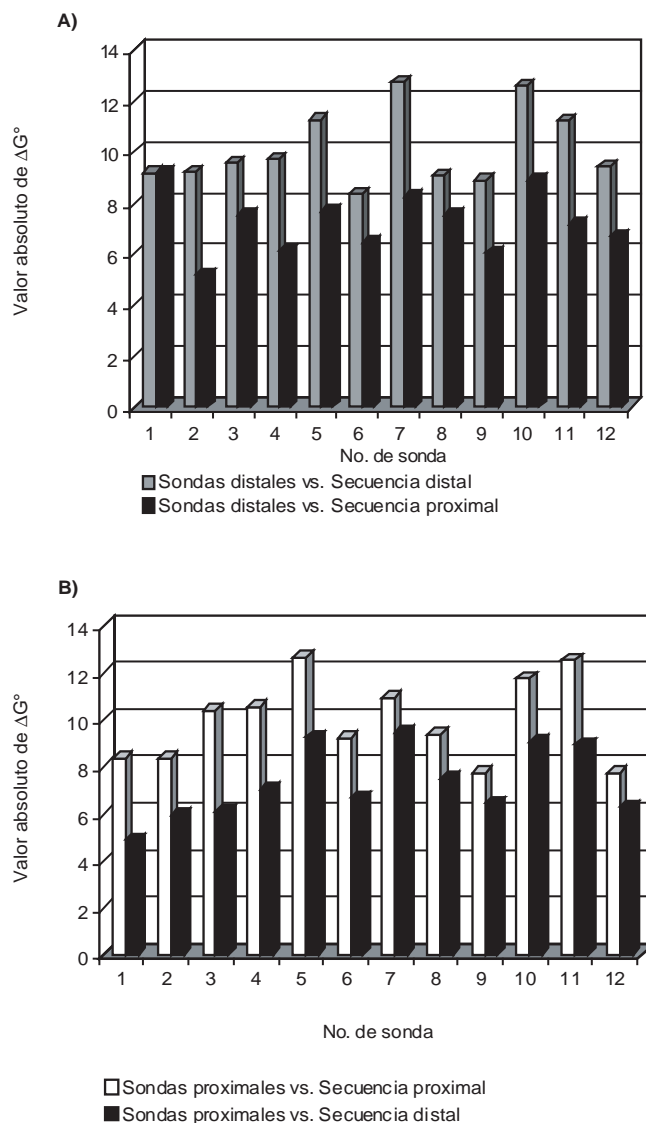 A)
14
12
10
8
6
4
2
0
Valor absoluto de ΔG°
1 2 3 4 5 6 7 8 9 10 11 12
No. de sonda
Sondas distales vs. Secuencia distal
Sondas distales vs. Secuencia proximal
B)
14
12
10
8
6
4
2
0
Valor absoluto de ΔG°
1 2 3 4 5 6 7 8 9 10 11 12
No. de sonda
Sondas proximales vs. Secuencia proximal
Sondas proximales vs. Secuencia distal